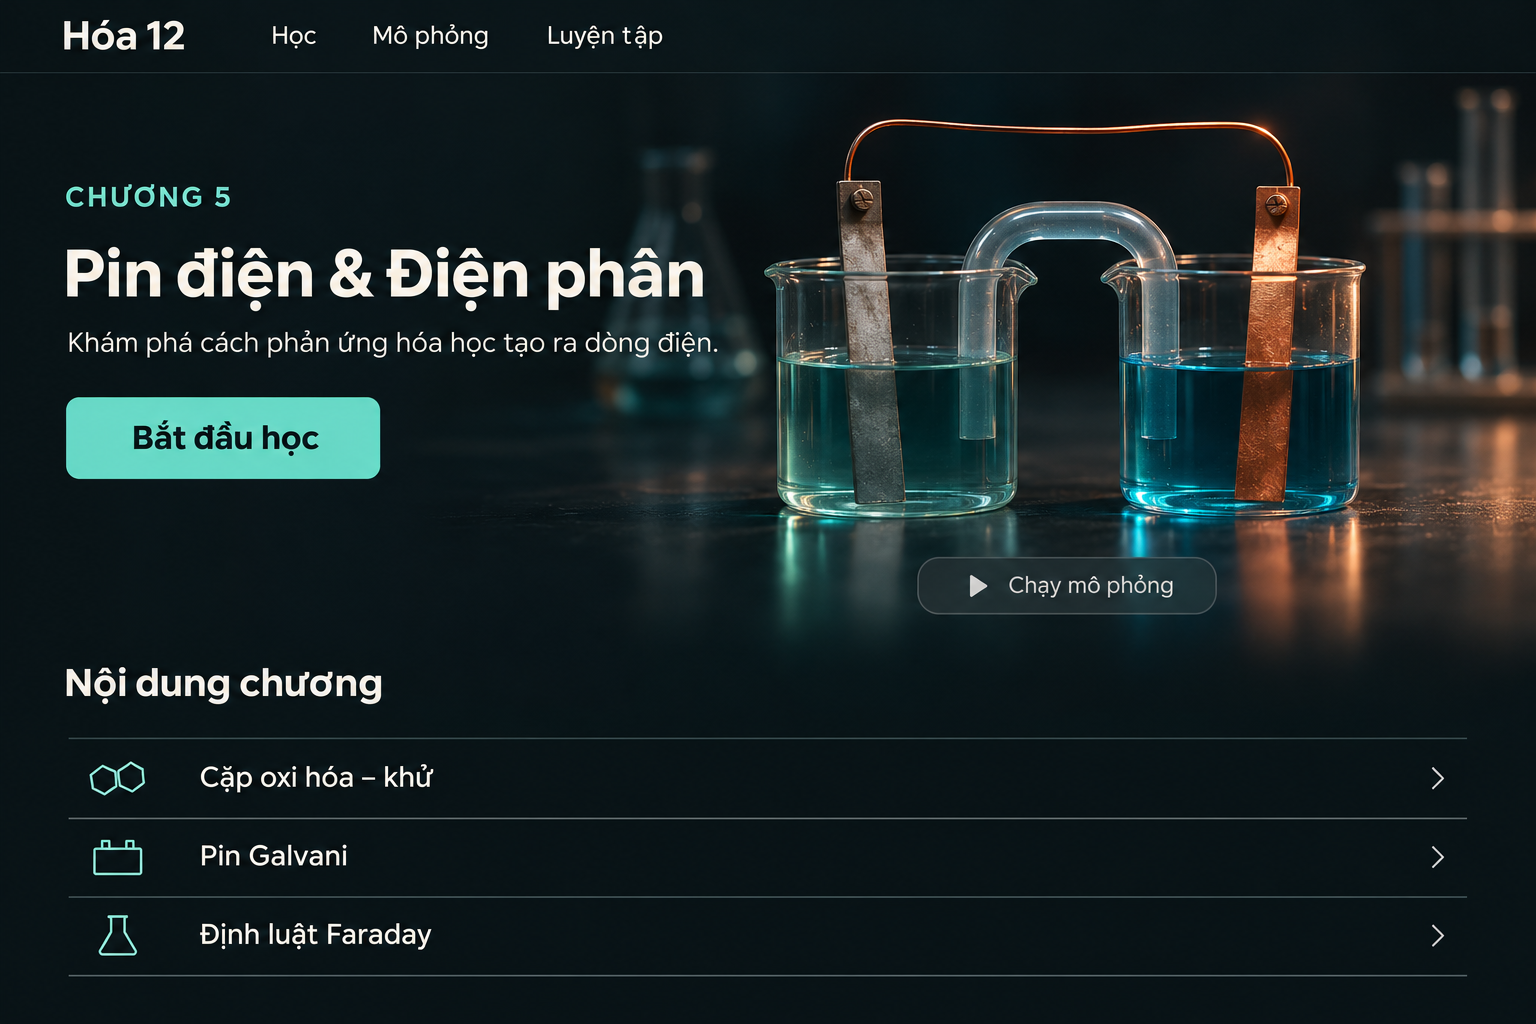 Hóa 12
Học
Mô phỏng
Luyện tập
CHƯƠNG 5
Pin điện & Điện phân
Khám phá cách phản ứng hóa học tạo ra dòng điện.
Bắt đầu học
Chạy mô phỏng
Nội dung chương
Cặp oxi hóa – khử
Pin Galvani
Định luật Faraday